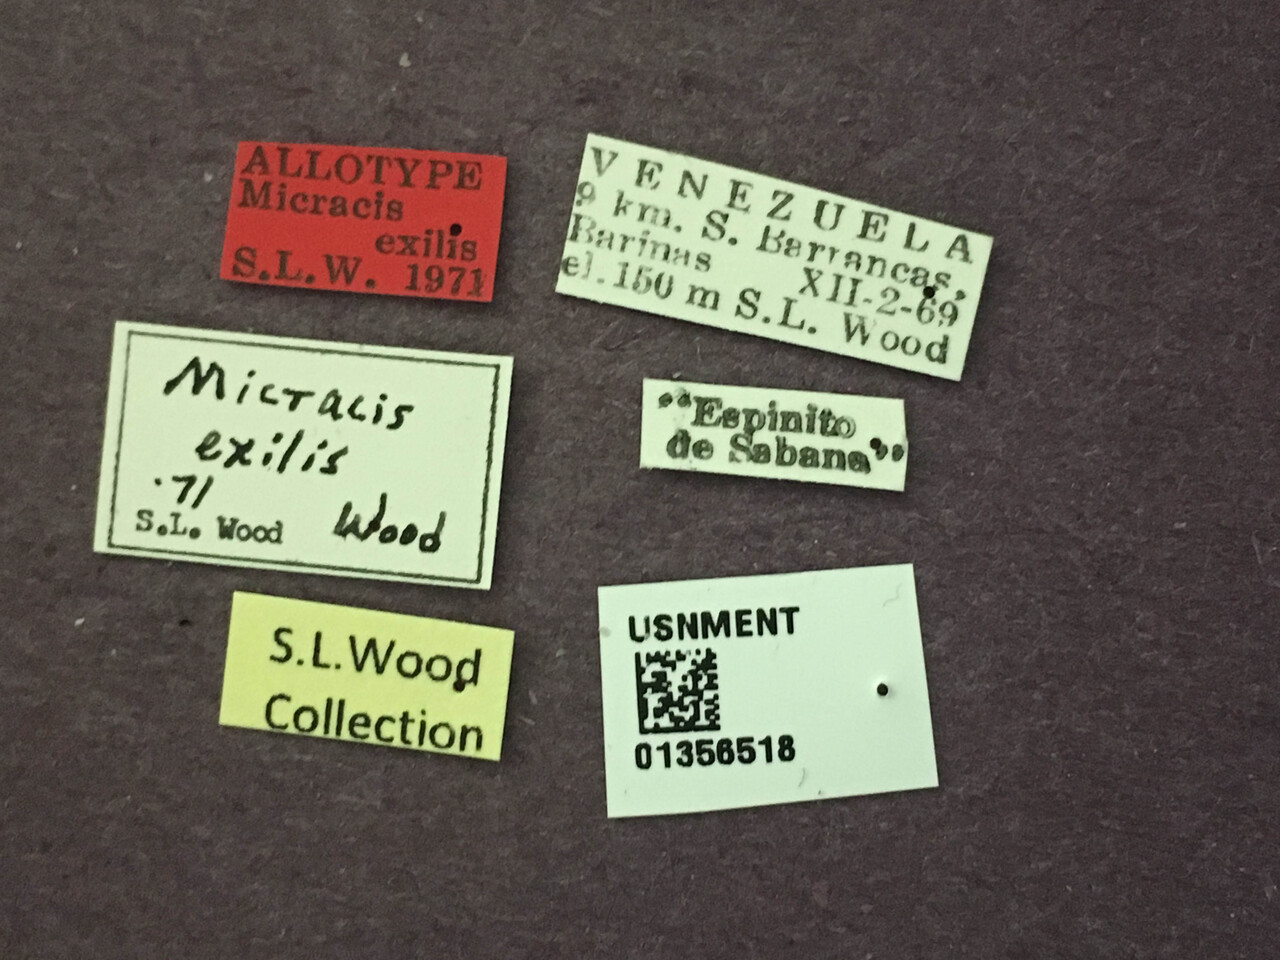 ALLOTYPE
Micracis
exilis
S.L.W. 1971
VENEZUELA
9 km. S. Barrancas,
Barinas XII-2-69
el. 150 m S.L. Wood
Micracis
exilis
'71 Wood
S.L. Wood
"Espinito
de Sabana"
S.L.Wood
Collection
USNMENT
01356518